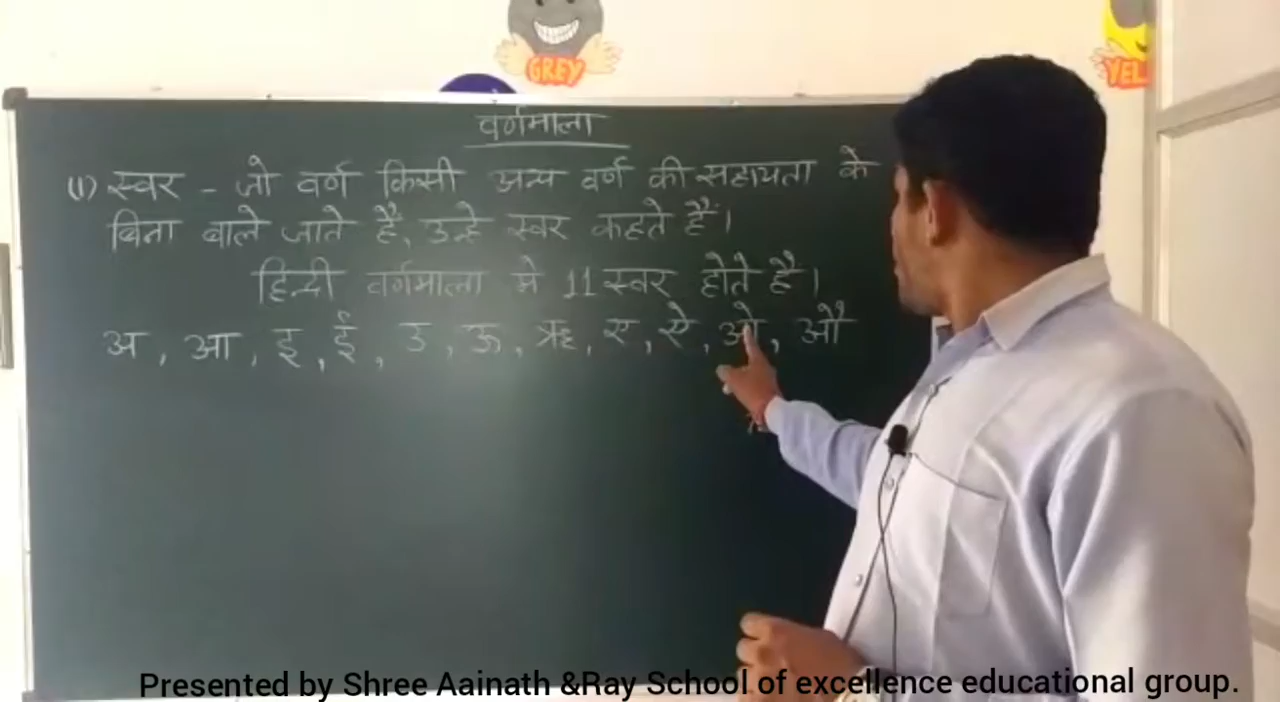 GREY
YEL
वर्णमाला
(1) स्वर - जो वर्ण किसी अन्य वर्ण की सहायता के
बिना बोले जाते हैं, उन्हे स्वर कहते हैं।
हिन्दी वर्णमाला मे 11 स्वर होते है।
अ, आ, इ, ई, उ, ऊ, ऋ, ए, ऐ, ओ, औ
Presented by Shree Aainath &Ray School of excellence educational group.